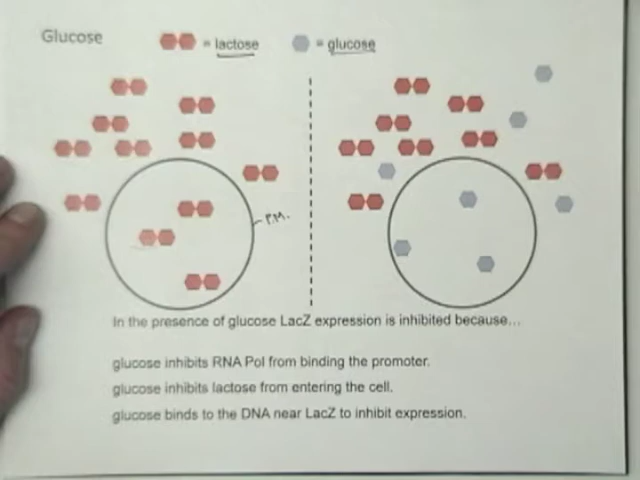 Glucose
= lactose
= glucose
P.M.
In the presence of glucose LacZ expression is inhibited because...
glucose inhibits RNA Pol from binding the promoter.
glucose inhibits lactose from entering the cell.
glucose binds to the DNA near LacZ to inhibit expression.